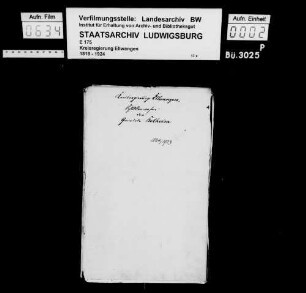 Aufn. Film
0634
Verfilmungsstelle: Landesarchiv BW
Institut für Erhaltung von Archiv- und Bibliotheksgut
STAATSARCHIV LUDWIGSBURG
E 175
Kreisregierung Ellwangen
1818 - 1924
Aufn. Einheit
0002
P
Bü. 3025
Ellwangen